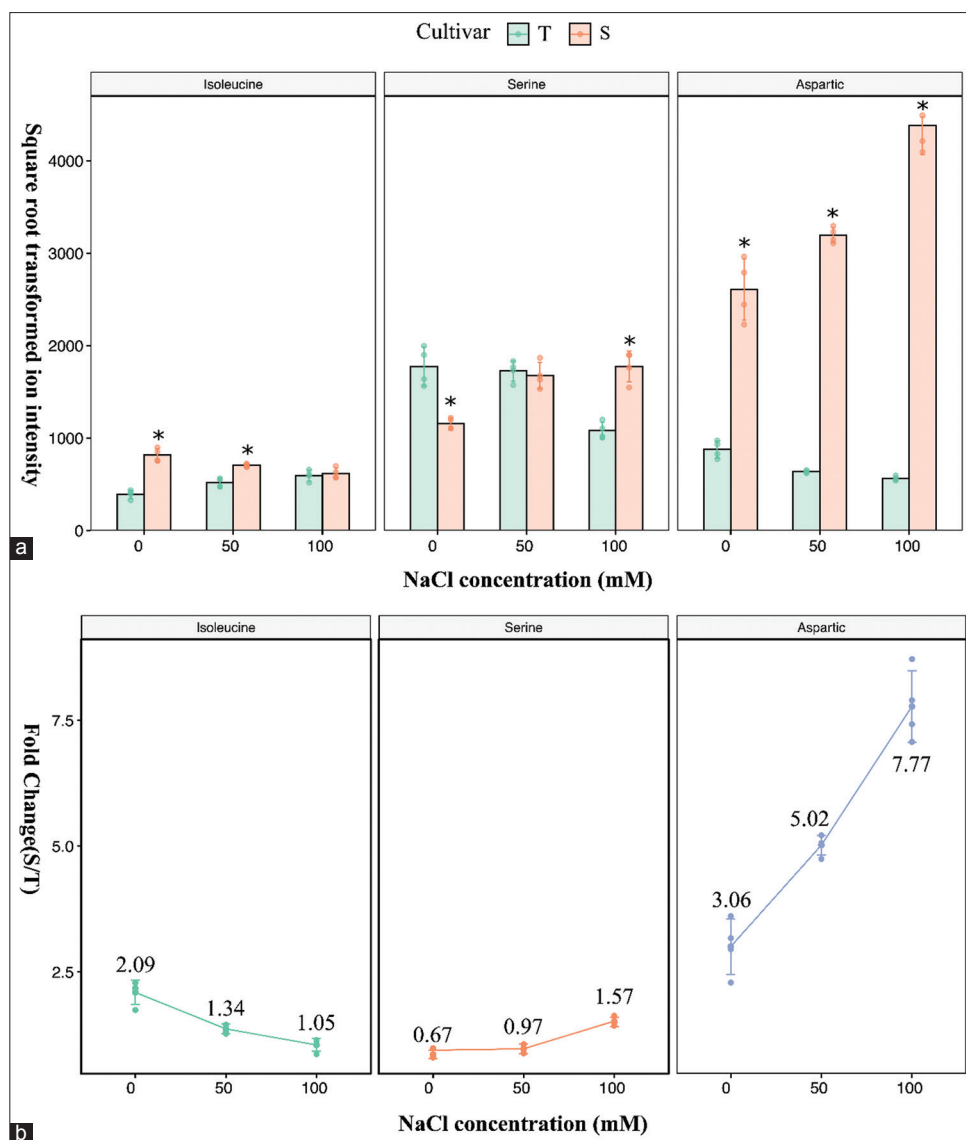 Cultivar T S
Isoleucine Serine Aspartic
Square root transformed ion intensity
4000
3000
2000
1000
0
* * * * * * *
0 50 100 0 50 100 0 50 100
NaCl concentration (mM)
a
Isoleucine Serine Aspartic
Fold Change(S/T)
7.5
5.0
2.5
2.09 1.34 1.05
0.67 0.97 1.57
3.06 5.02 7.77
0 50 100 0 50 100 0 50 100
NaCl concentration (mM)
b